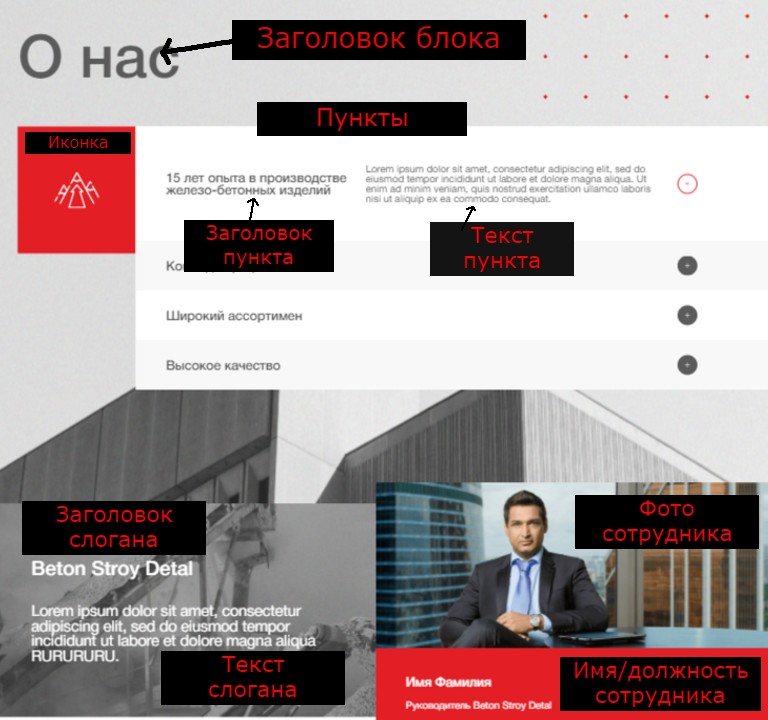 О нас
Заголовок блока
Пункты
Иконка
15 лет опыта в производстве
железо-бетонных изделий
Lorem ipsum dolor sit amet, consectetur adipiscing elit, sed do
eiusmod tempor incididunt ut labore et dolore magna aliqua. Ut
enim ad minim veniam, quis nostrud exercitation ullamco laboris
nisi ut aliquip ex ea commodo consequat.
Заголовок
пункта
Текст
пункта
Широкий ассортимен
Высокое качество
Заголовок
слогана
Beton Stroy Detal
Lorem ipsum dolor sit amet, consectetur
adipiscing elit, sed do eiusmod tempor
incididunt ut labore et dolore magna aliqua
RURURURU.
Текст
слогана
Фото
сотрудника
Имя Фамилия
Руководитель Beton Stroy Detal
Имя/должность
сотрудника